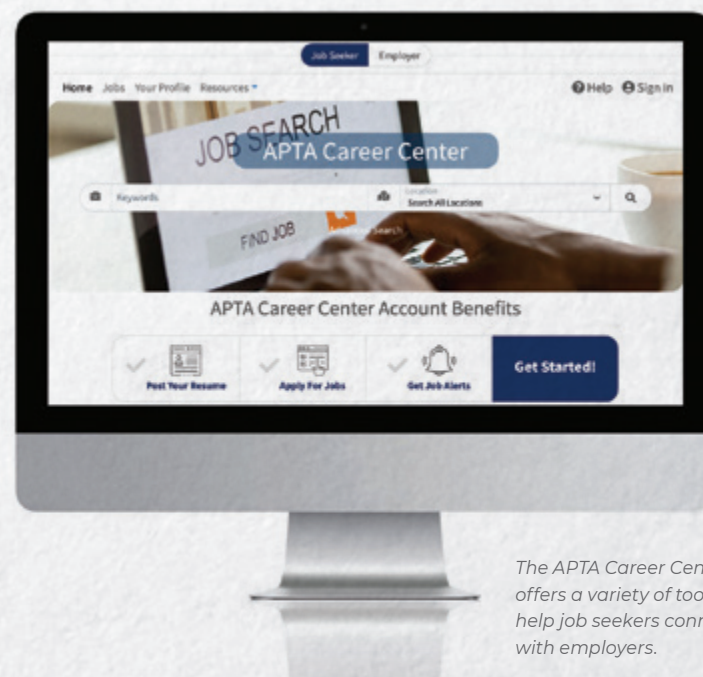 Job Seeker Employer
Home Jobs Your Profile Resources
Help Sign in
JOB SEARCH
APTA Career Center
Keywords
Location
Search All Locations
FIND JOB
Search
APTA Career Center Account Benefits
Post Your Resume Apply For Jobs Get Job Alerts Get Started!
The APTA Career Cen
offers a variety of too
help job seekers conn
with employers.